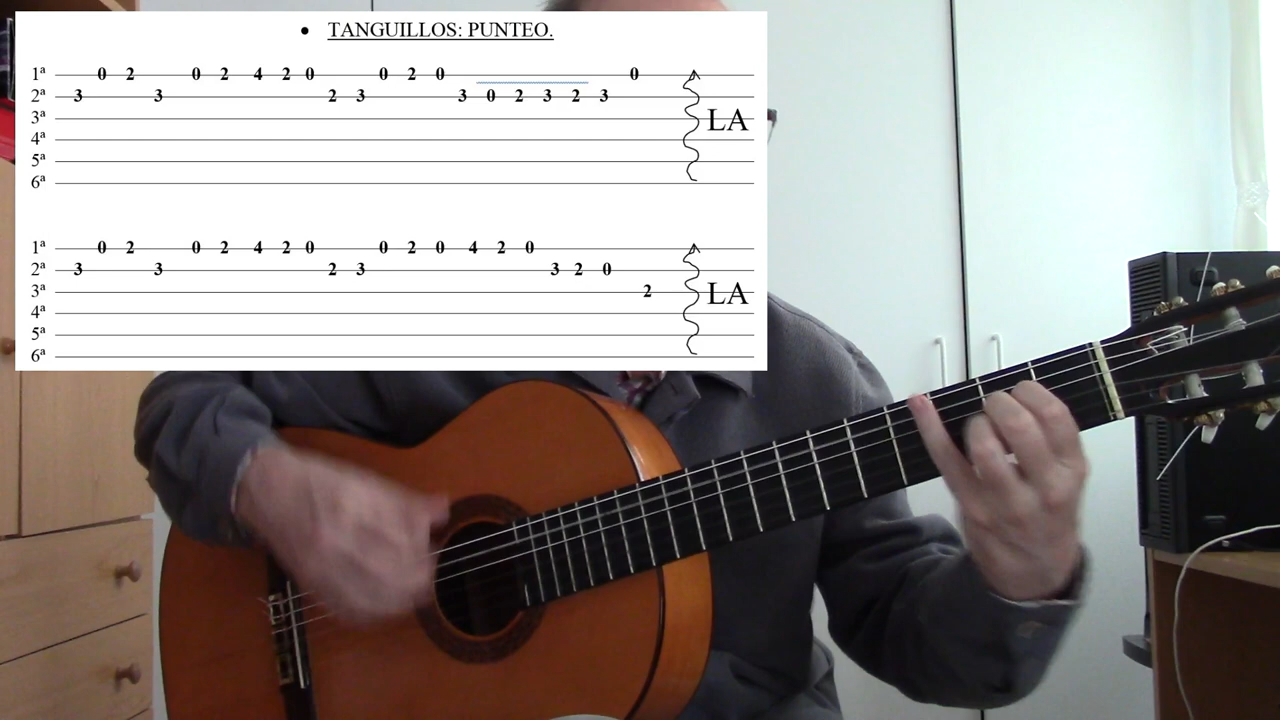 • TANGUILLOS: PUNTEO.
1ª 0 2 0 2 4 2 0 0 2 0 0
2ª 3 3 2 3 3 0 2 3 2 3
3ª LA
4ª
5ª
6ª
1ª 0 2 0 2 4 2 0 0 2 0 4 2 0
2ª 3 3 2 3 3 2 0
3ª 2 LA
4ª
5ª
6ª